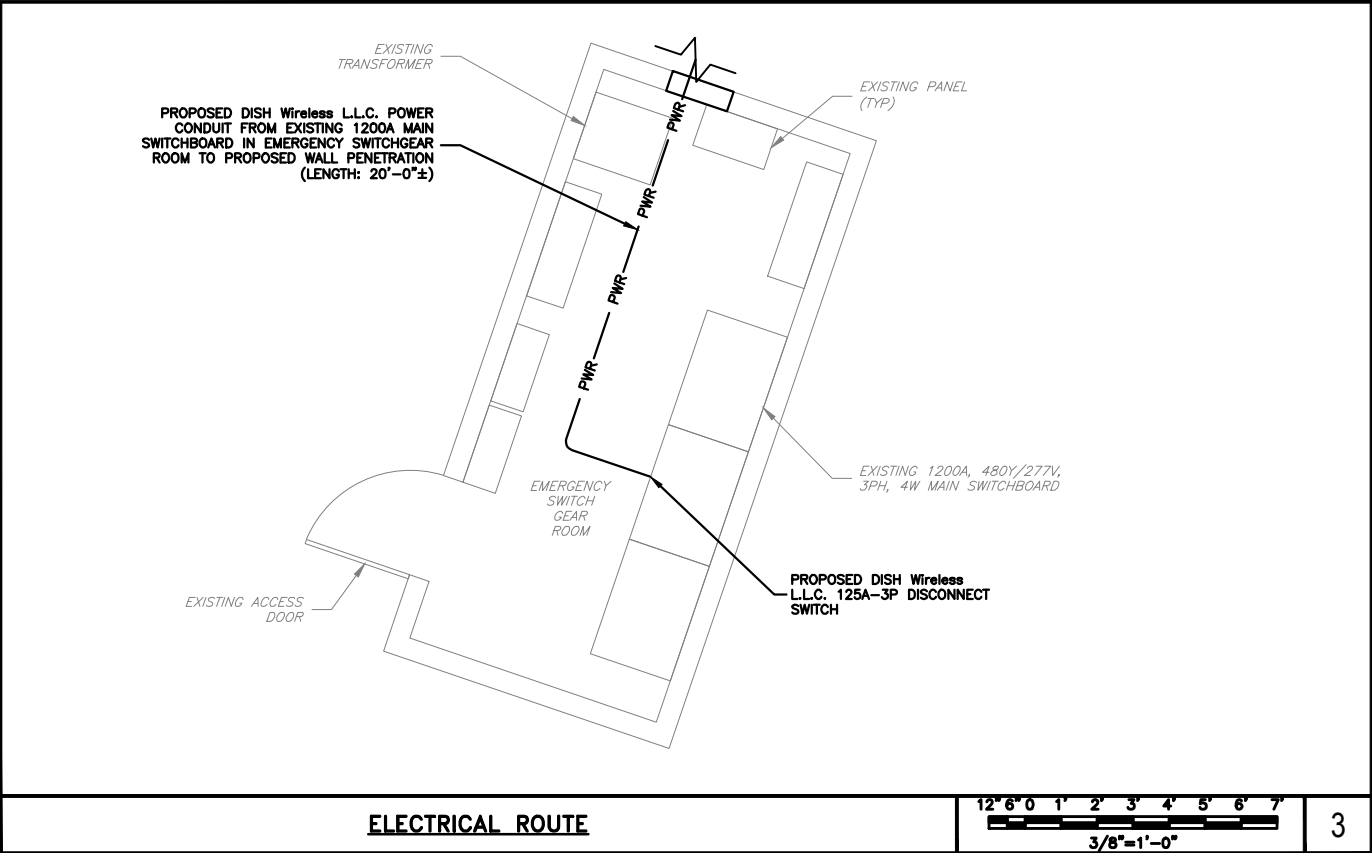 EXISTING
TRANSFORMER
PROPOSED DISH Wireless L.L.C. POWER
CONDUIT FROM EXISTING 1200A MAIN
SWITCHBOARD IN EMERGENCY SWITCHGEAR
ROOM TO PROPOSED WALL PENETRATION
(LENGTH: 20'-0"±)
EXISTING PANEL
(TYP)
PWR
PWR
PWR
PWR
EXISTING 1200A, 480Y/277V,
3PH, 4W MAIN SWITCHBOARD
EMERGENCY
SWITCH
GEAR
ROOM
PROPOSED DISH Wireless
L.L.C. 125A-3P DISCONNECT
SWITCH
EXISTING ACCESS
DOOR
ELECTRICAL ROUTE
12" 6" 0 1' 2' 3' 4' 5' 6' 7'
3/8"=1'-0"
3